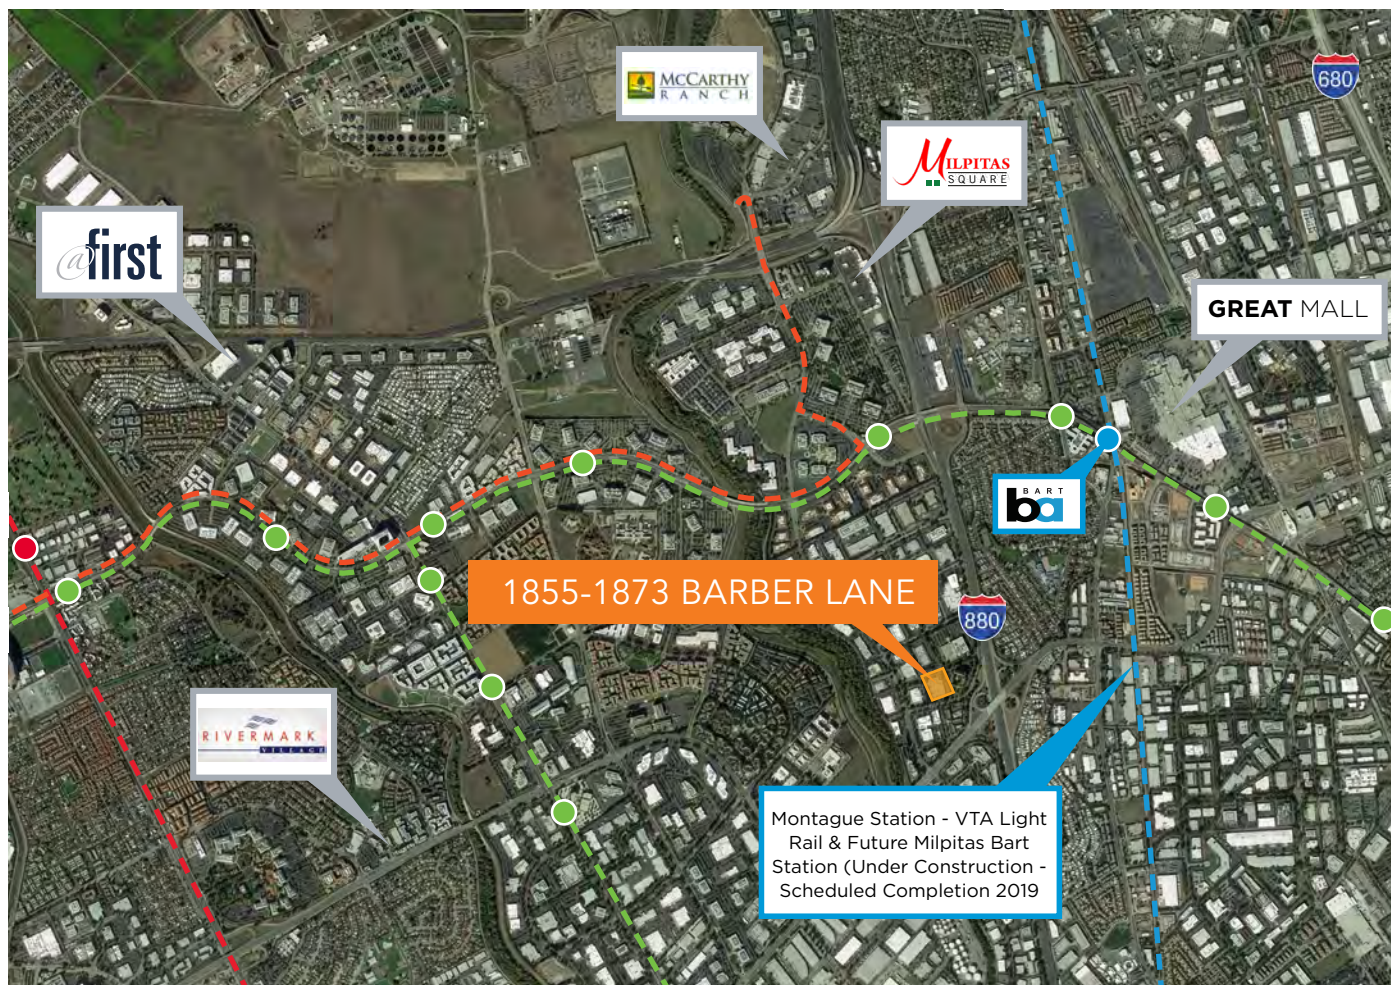 McCARTHY
RANCH
680
MILPITAS
SQUARE
@first
GREAT MALL
BART
ba
1855-1873 BARBER LANE
880
RIVERMARK
VILLAGE
Montague Station - VTA Light
Rail & Future Milpitas Bart
Station (Under Construction -
Scheduled Completion 2019